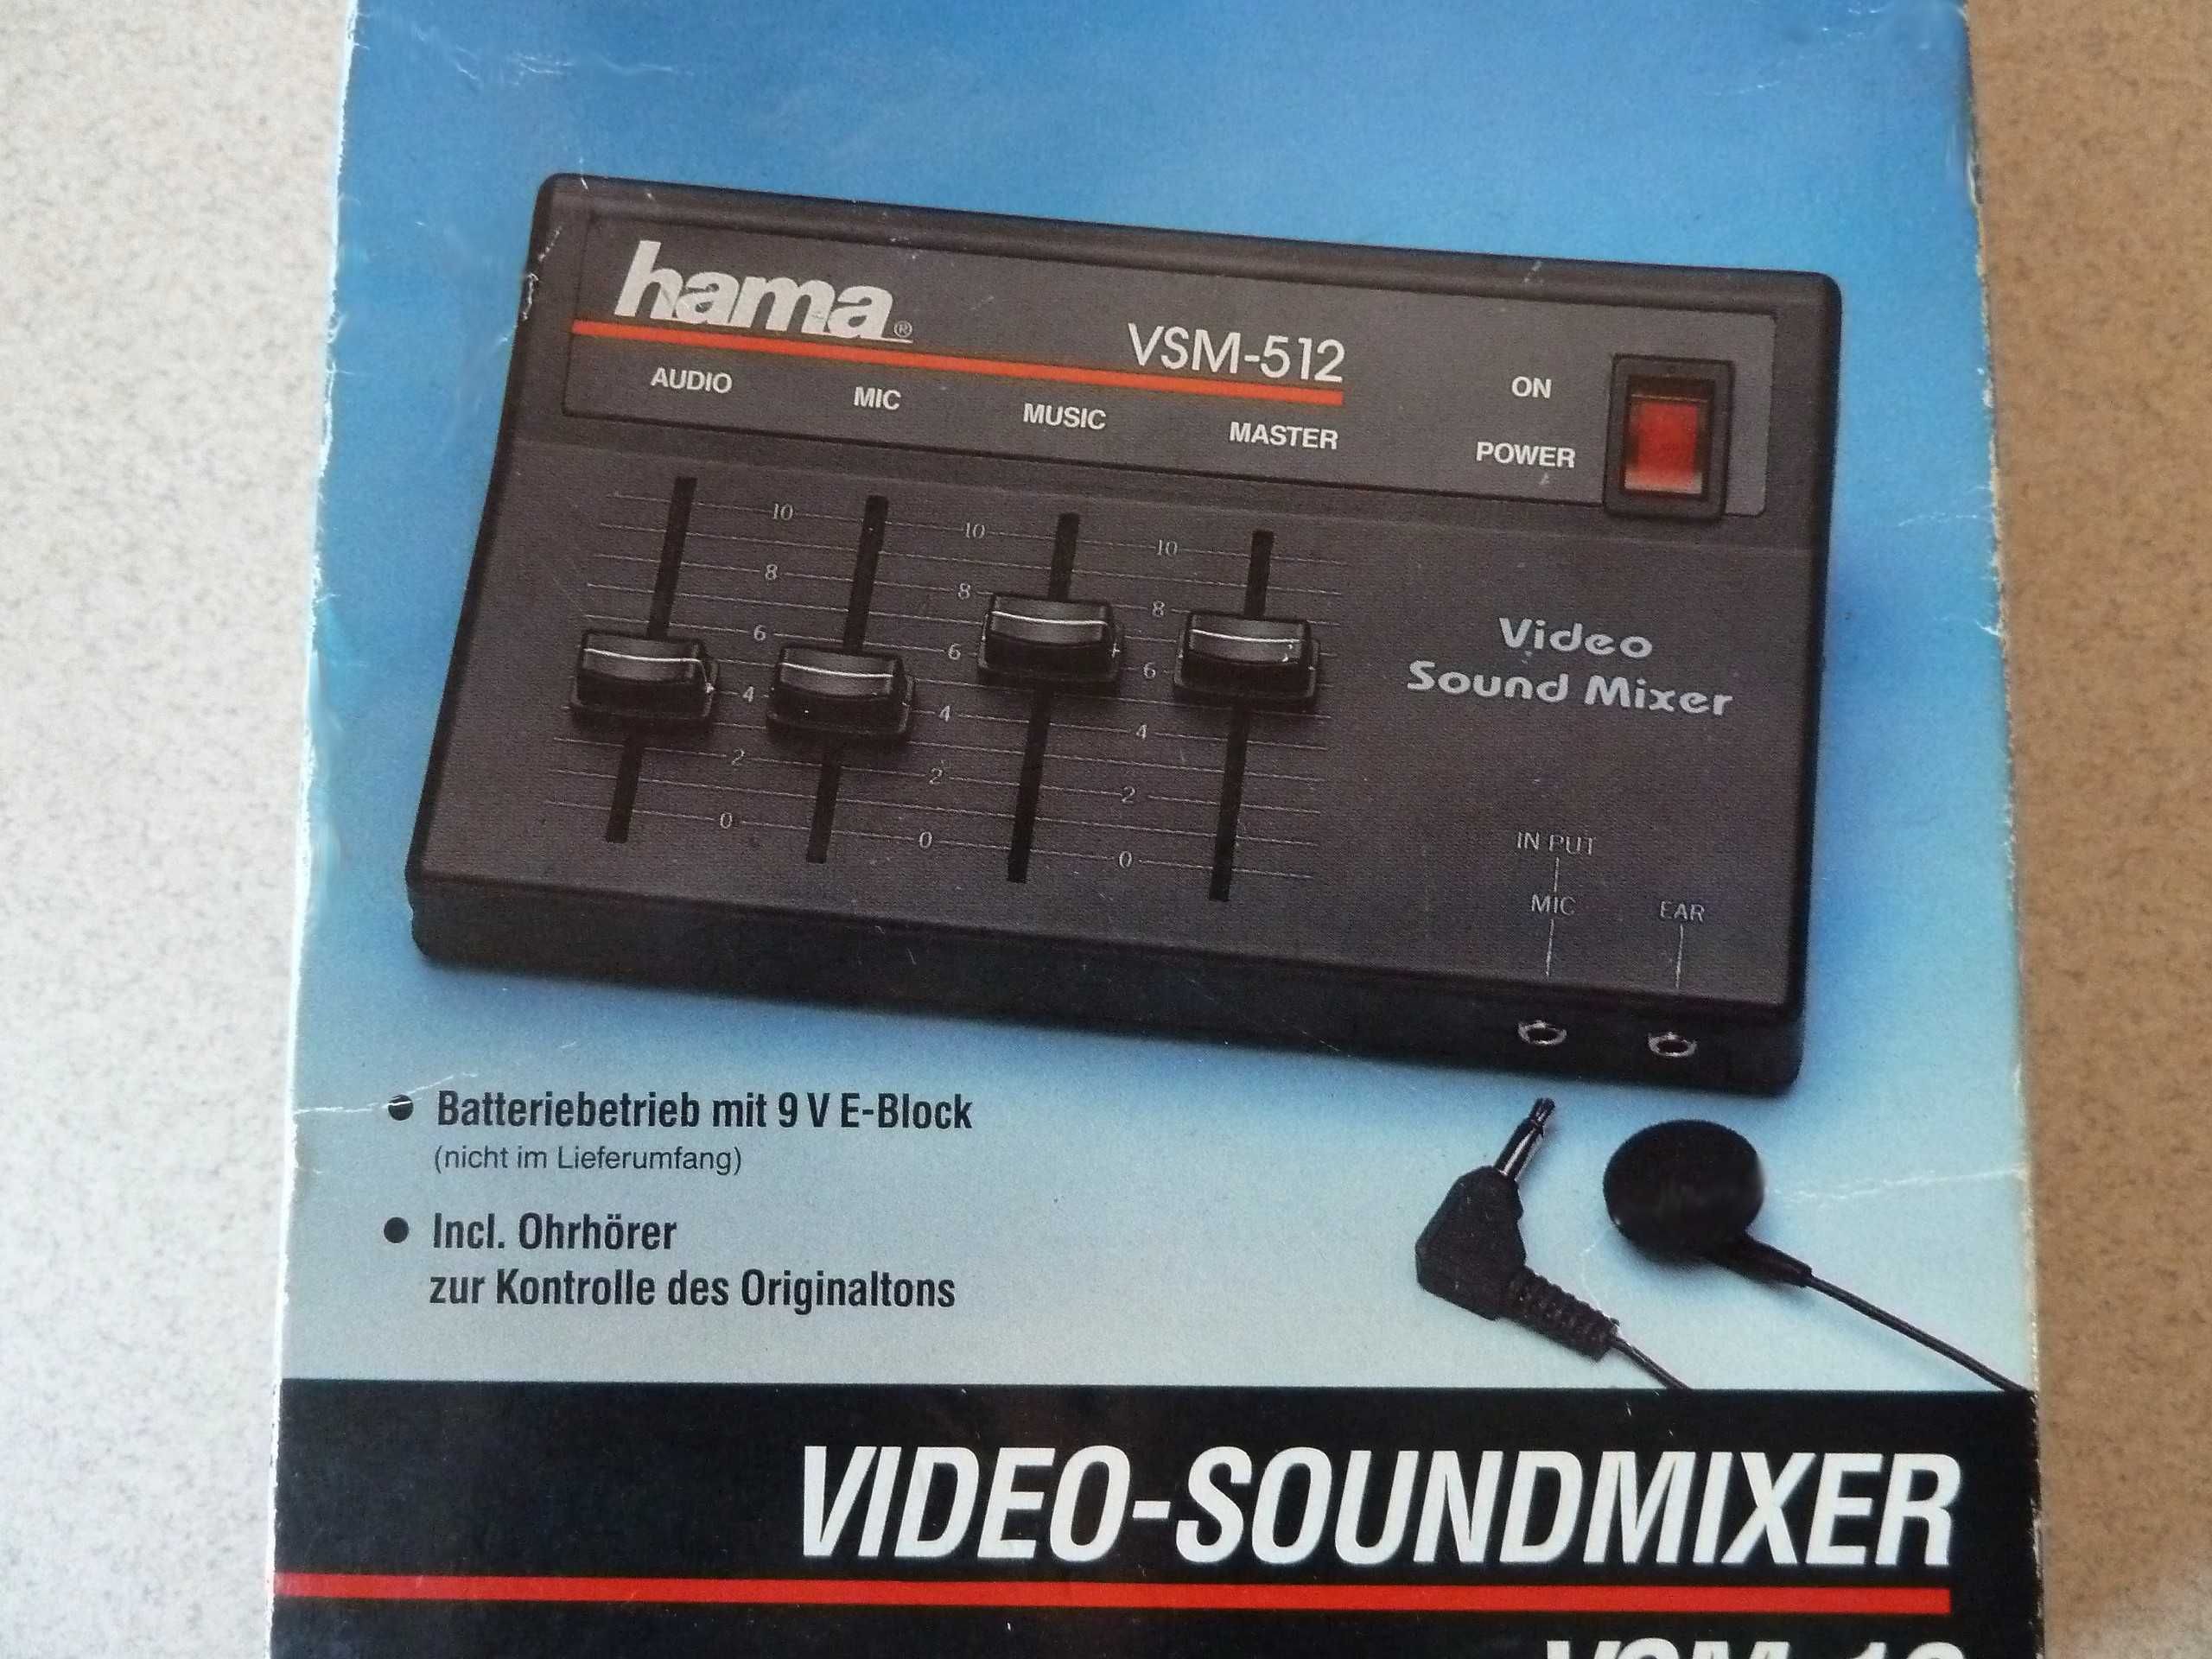 hama®
VSM-512
AUDIO MIC MUSIC MASTER
ON
POWER
10 10 10
8 8 8
6 6 6
4 4 4
2 2 2
0 0 0
Video
Sound Mixer
IN PUT
MIC EAR
• Batteriebetrieb mit 9 V E-Block
(nicht im Lieferumfang)
• Incl. Ohrhörer
zur Kontrolle des Originaltons
VIDEO-SOUNDMIXER